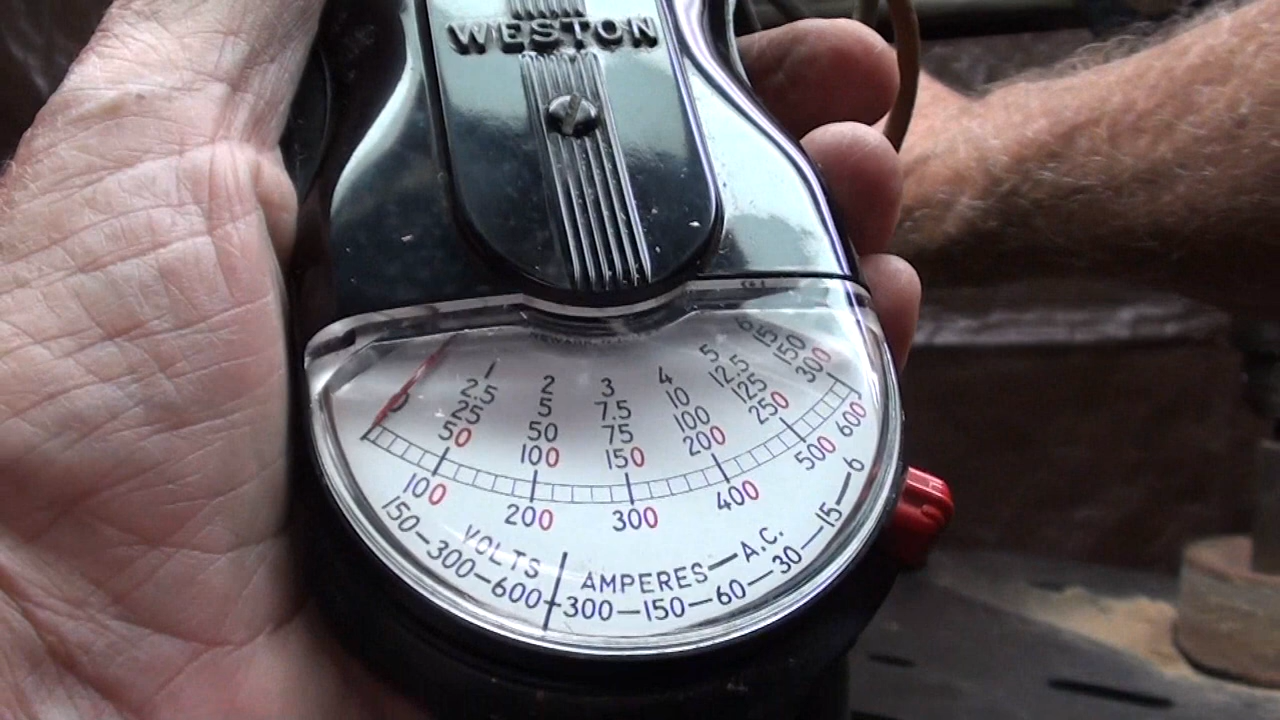 WESTON
1 2 3 4 5 6
0 2.5 5 7.5 10 12.5 15
25 50 75 100 125 150
50 100 150 200 250 300
100 200 300 400 500 600
VOLTS AMPERES—A.C.
150—300—600 300—150—60—30—15—6